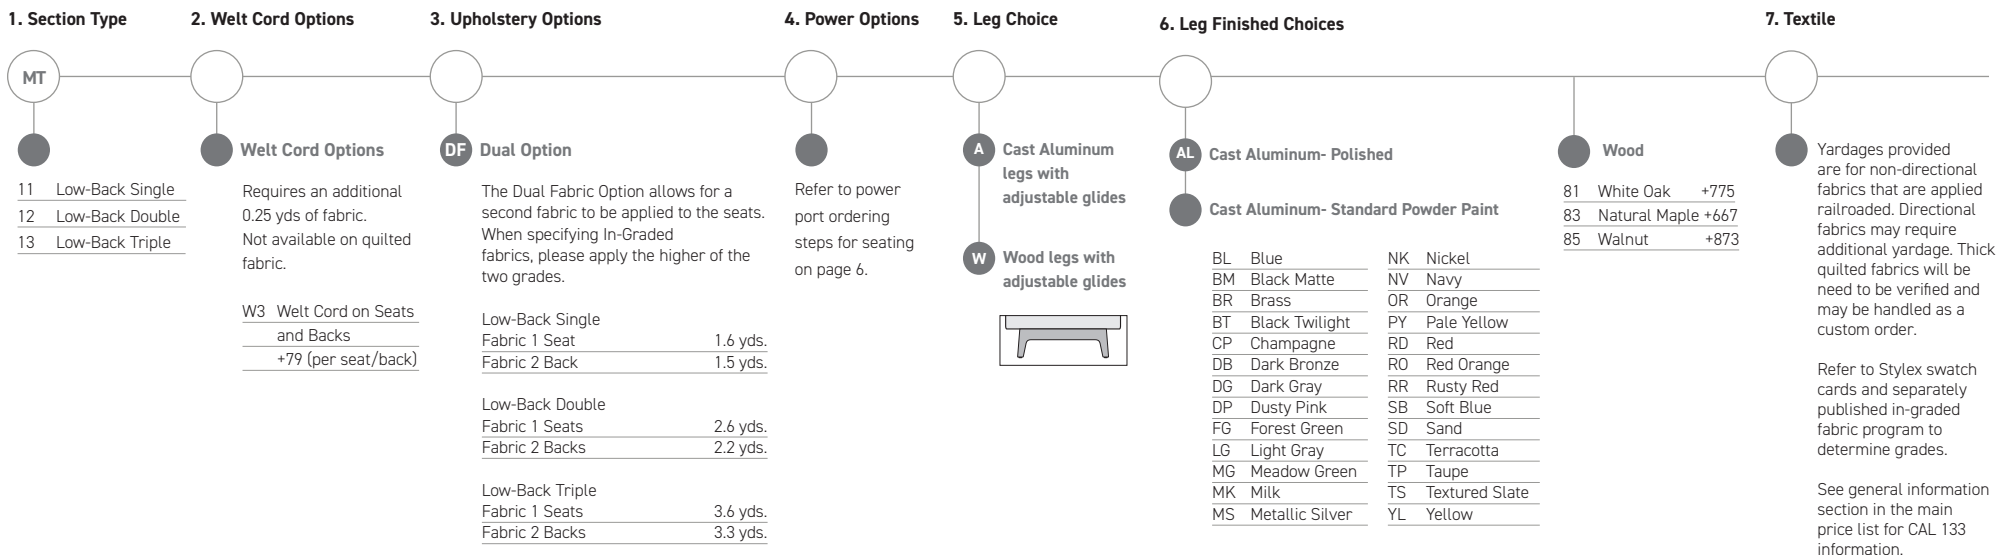 1. Section Type
MT
11 Low-Back Single
12 Low-Back Double
13 Low-Back Triple
2. Welt Cord Options
Welt Cord Options
Requires an additional
0.25 yds of fabric.
Not available on quilted
fabric.
W3 Welt Cord on Seats
and Backs
+79 (per seat/back)
3. Upholstery Options
DF Dual Option
The Dual Fabric Option allows for a
second fabric to be applied to the seats.
When specifying In-Graded
fabrics, please apply the higher of the
two grades.
Low-Back Single
Fabric 1 Seat 1.6 yds.
Fabric 2 Back 1.5 yds.
Low-Back Double
Fabric 1 Seats 2.6 yds.
Fabric 2 Backs 2.2 yds.
Low-Back Triple
Fabric 1 Seats 3.6 yds.
Fabric 2 Backs 3.3 yds.
4. Power Options
Refer to power
port ordering
steps for seating
on page 6.
5. Leg Choice
A Cast Aluminum
legs with
adjustable glides
W Wood legs with
adjustable glides
6. Leg Finished Choices
AL Cast Aluminum- Polished
Cast Aluminum- Standard Powder Paint
BL Blue
BM Black Matte
BR Brass
BT Black Twilight
CP Champagne
DB Dark Bronze
DG Dark Gray
DP Dusty Pink
FG Forest Green
LG Light Gray
MG Meadow Green
MK Milk
MS Metallic Silver
NK Nickel
NV Navy
OR Orange
PY Pale Yellow
RD Red
RO Red Orange
RR Rusty Red
SB Soft Blue
SD Sand
TC Terracotta
TP Taupe
TS Textured Slate
YL Yellow
Wood
81 White Oak +775
83 Natural Maple +667
85 Walnut +873
7. Textile
Yardages provided
are for non-directional
fabrics that are applied
railroaded. Directional
fabrics may require
additional yardage. Thick
quilted fabrics will be
need to be verified and
may be handled as a
custom order.
Refer to Stylex swatch
cards and separately
published in-graded
fabric program to
determine grades.
See general information
section in the main
price list for CAL 133
information.